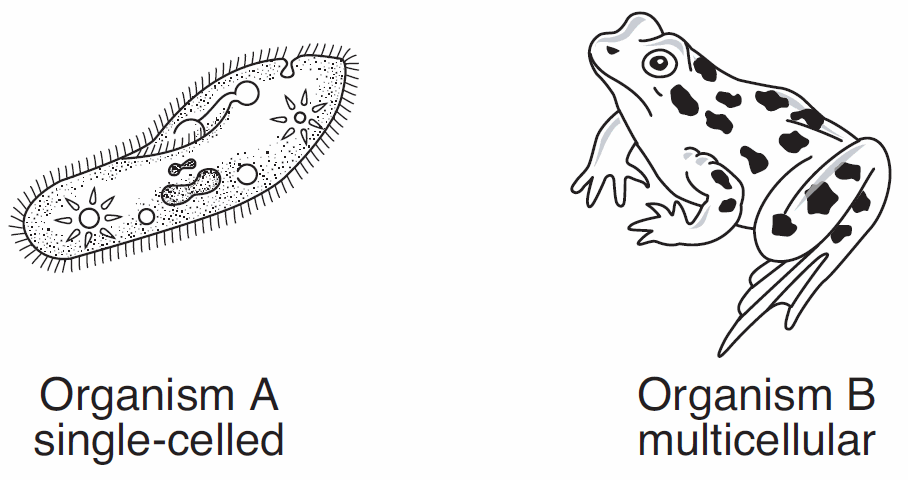 Organism A
single-celled
Organism B
multicellular